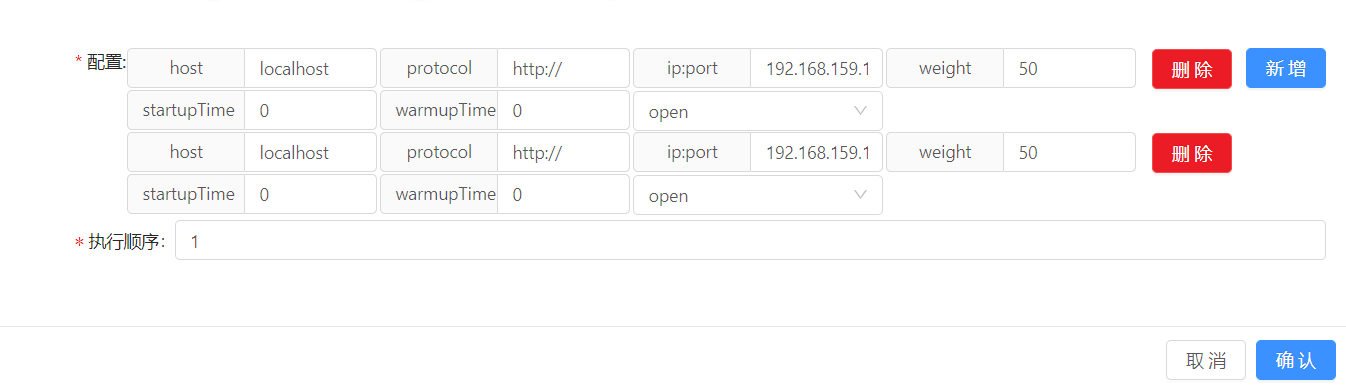 * 配置: host localhost protocol http:// ip:port 192.168.159.1 weight 50 删除 新增
startupTime 0 warmupTime 0 open
host localhost protocol http:// ip:port 192.168.159.1 weight 50 删除
startupTime 0 warmupTime 0 open
* 执行顺序: 1
取消 确认